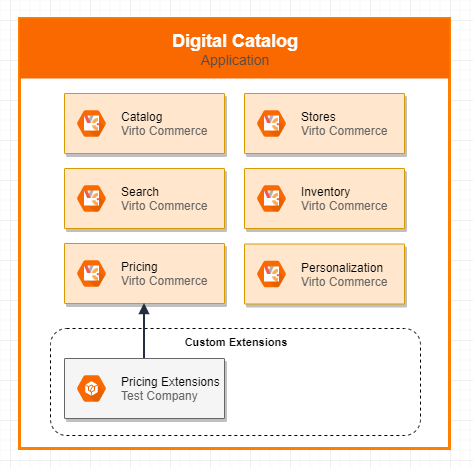 Digital Catalog
Application
Catalog
Virto Commerce
Stores
Virto Commerce
Search
Virto Commerce
Inventory
Virto Commerce
Pricing
Virto Commerce
Personalization
Virto Commerce
Custom Extensions
Pricing Extensions
Test Company